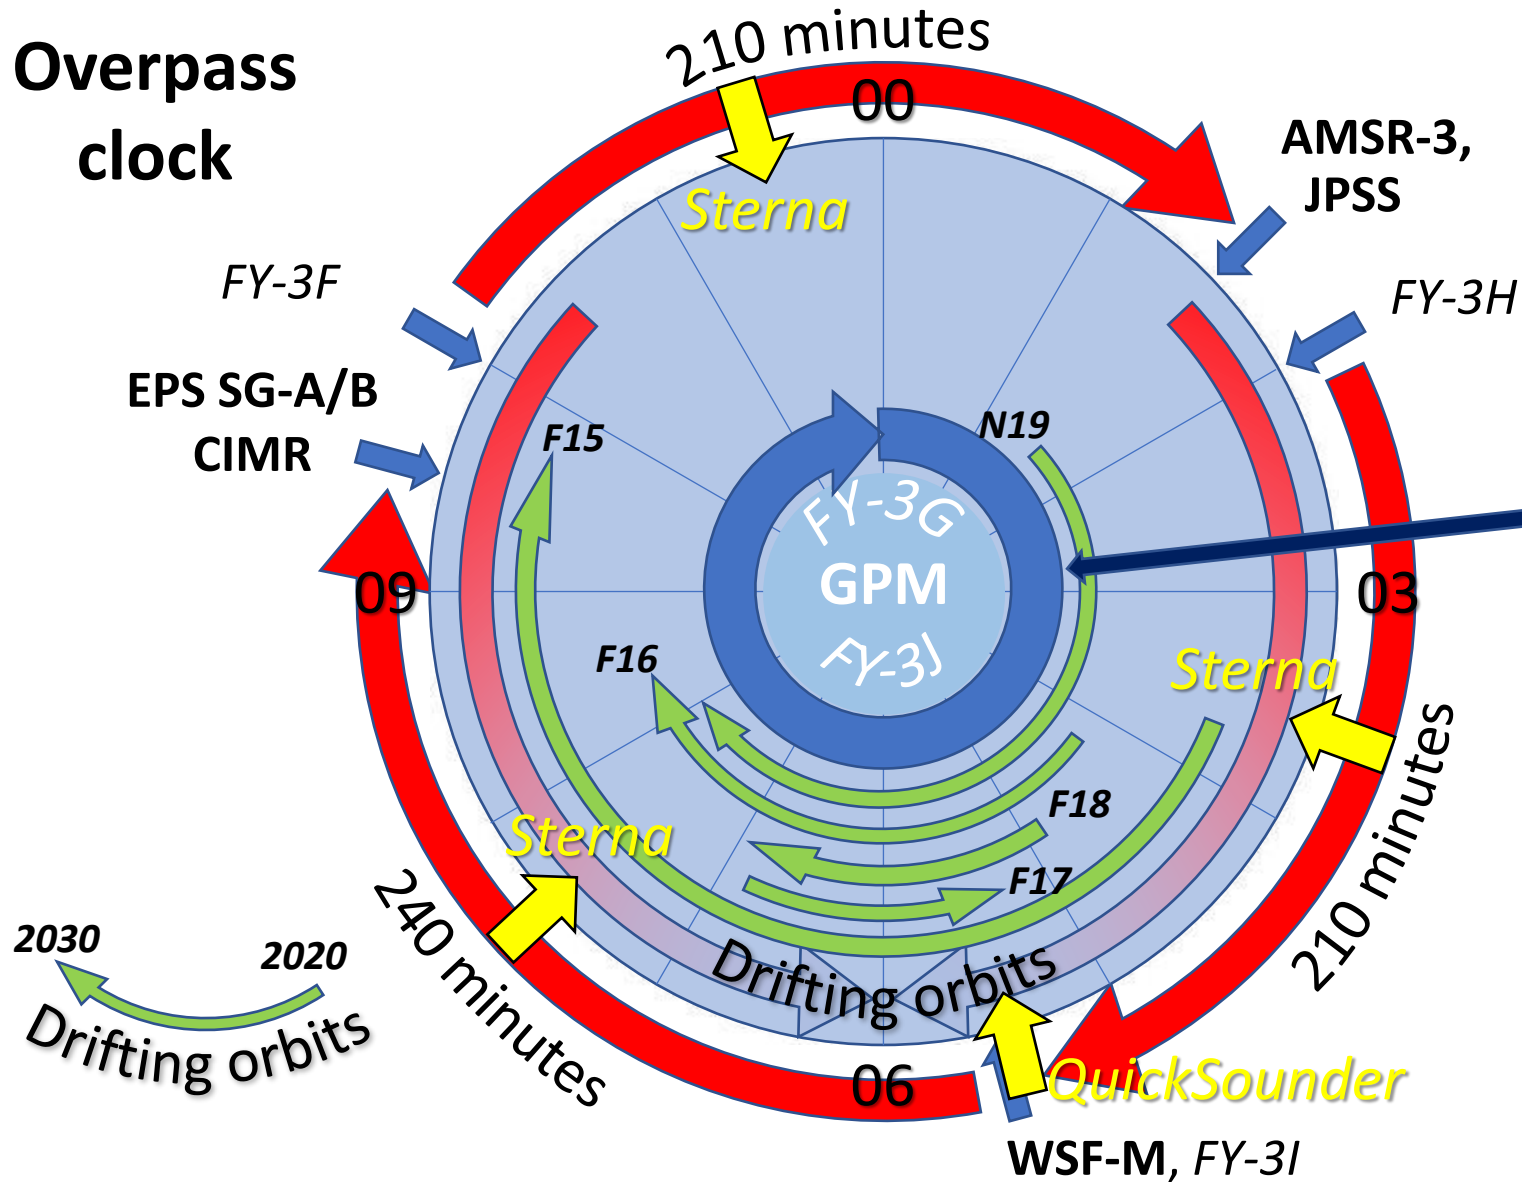 Overpass
clock
210 minutes
00
AMSR-3,
JPSS
Sterna
FY-3F
FY-3H
EPS SG-A/B
CIMR
F15
N19
FY-3G
GPM
FY-3J
09
03
F16
Sterna
F18
Sterna
F17
210 minutes
240 minutes
Drifting orbits
2030
2020
Drifting orbits
06
QuickSounder
WSF-M, FY-3I